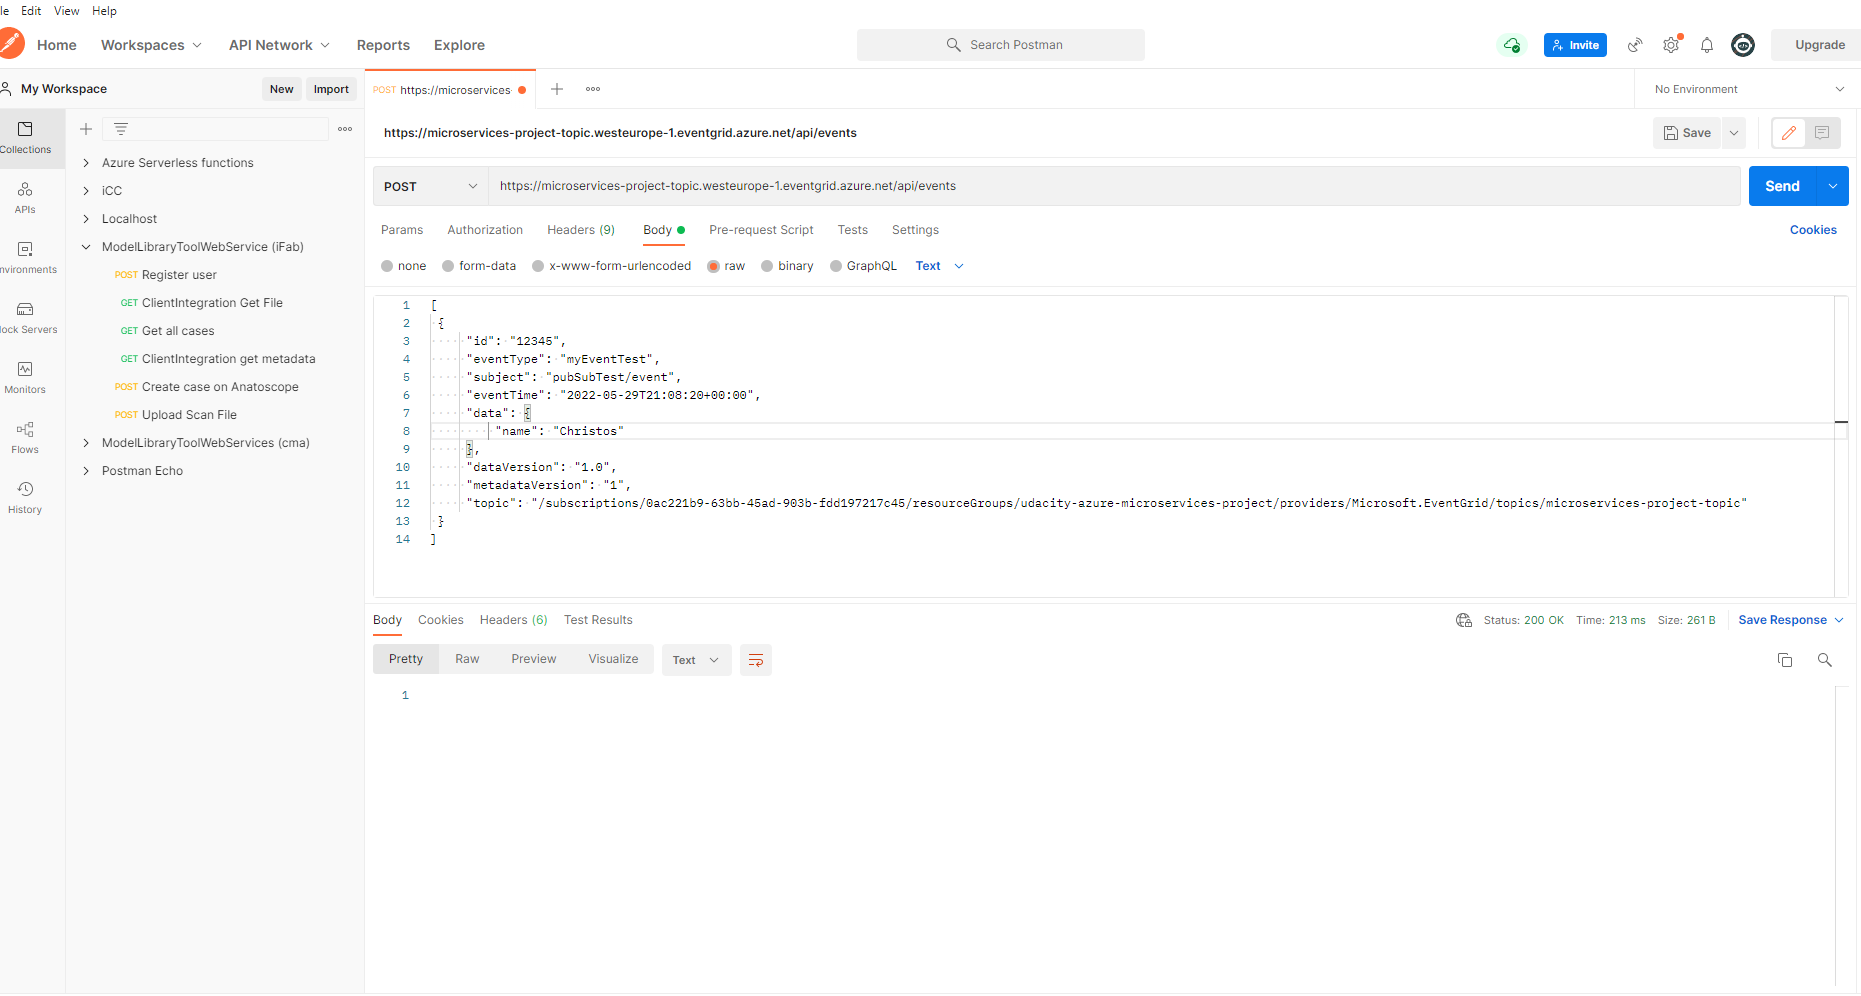 le Edit View Help
Home Workspaces API Network Reports Explore Search Postman Invite Upgrade
My Workspace New Import POST https://microservices- No Environment
https://microservices-project-topic.westeurope-1.eventgrid.azure.net/api/events Save
Collections
APIs
nvironments
lock Servers
Monitors
Flows
History
Azure Serverless functions
iCC
Localhost
ModelLibraryToolWebService (iFab)
POST Register user
GET ClientIntegration Get File
GET Get all cases
GET ClientIntegration get metadata
POST Create case on Anatoscope
POST Upload Scan File
ModelLibraryToolWebServices (cma)
Postman Echo
POST https://microservices-project-topic.westeurope-1.eventgrid.azure.net/api/events Send
Params Authorization Headers (9) Body Pre-request Script Tests Settings Cookies
none form-data x-www-form-urlencoded raw binary GraphQL Text
1 [
2 {
3 "id": "12345",
4 "eventType": "myEventTest",
5 "subject": "pubSubTest/event",
6 "eventTime": "2022-05-29T21:08:20+00:00",
7 "data": {
8 "name": "Christos"
9 },
10 "dataVersion": "1.0",
11 "metadataVersion": "1",
12 "topic": "/subscriptions/0ac221b9-63bb-45ad-903b-fdd197217c45/resourceGroups/udacity-azure-microservices-project/providers/Microsoft.EventGrid/topics/microservices-project-topic"
13 }
14 ]
Body Cookies Headers (6) Test Results Status: 200 OK Time: 213 ms Size: 261 B Save Response
Pretty Raw Preview Visualize Text
1